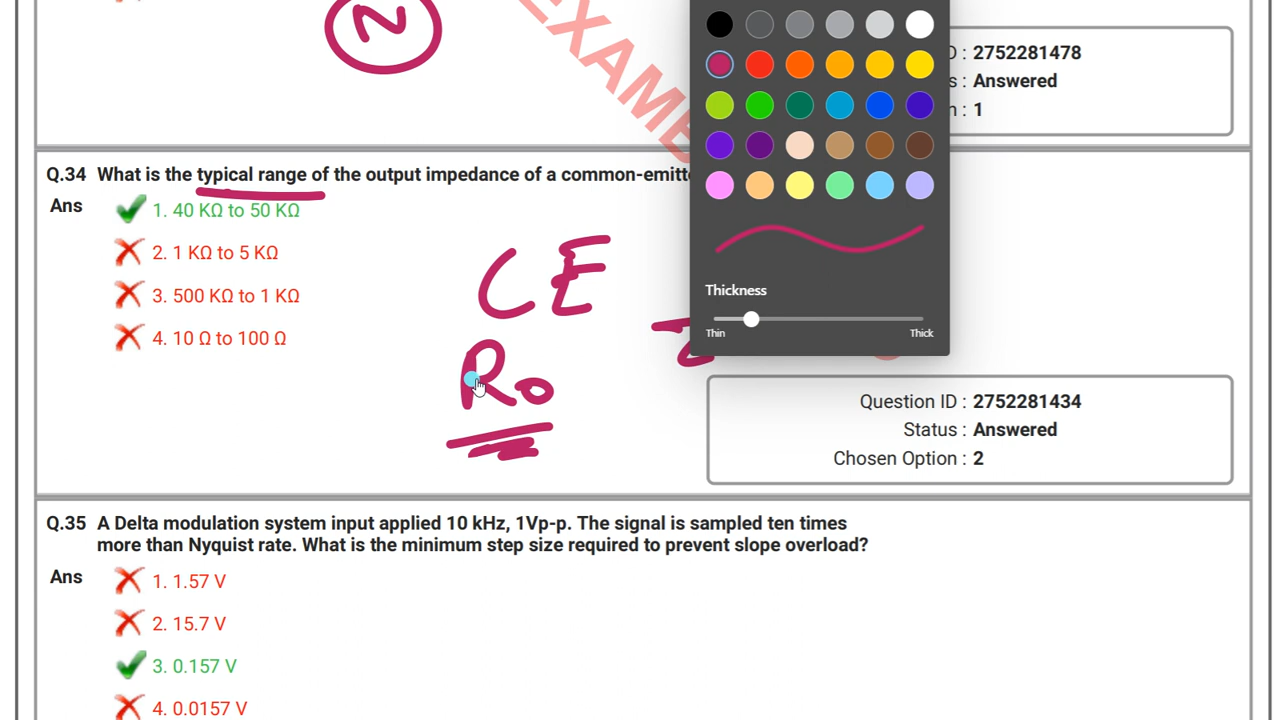 N
EXAMB
D : 2752281478
s : Answered
n : 1
Q.34 What is the typical range of the output impedance of a common-emitte
Ans
1. 40 KΩ to 50 KΩ
2. 1 KΩ to 5 KΩ
3. 500 KΩ to 1 KΩ
4. 10 Ω to 100 Ω
CE
Ro
Thickness
Thin Thick
Question ID : 2752281434
Status : Answered
Chosen Option : 2
Q.35 A Delta modulation system input applied 10 kHz, 1Vp-p. The signal is sampled ten times
more than Nyquist rate. What is the minimum step size required to prevent slope overload?
Ans
1. 1.57 V
2. 15.7 V
3. 0.157 V
4. 0.0157 V